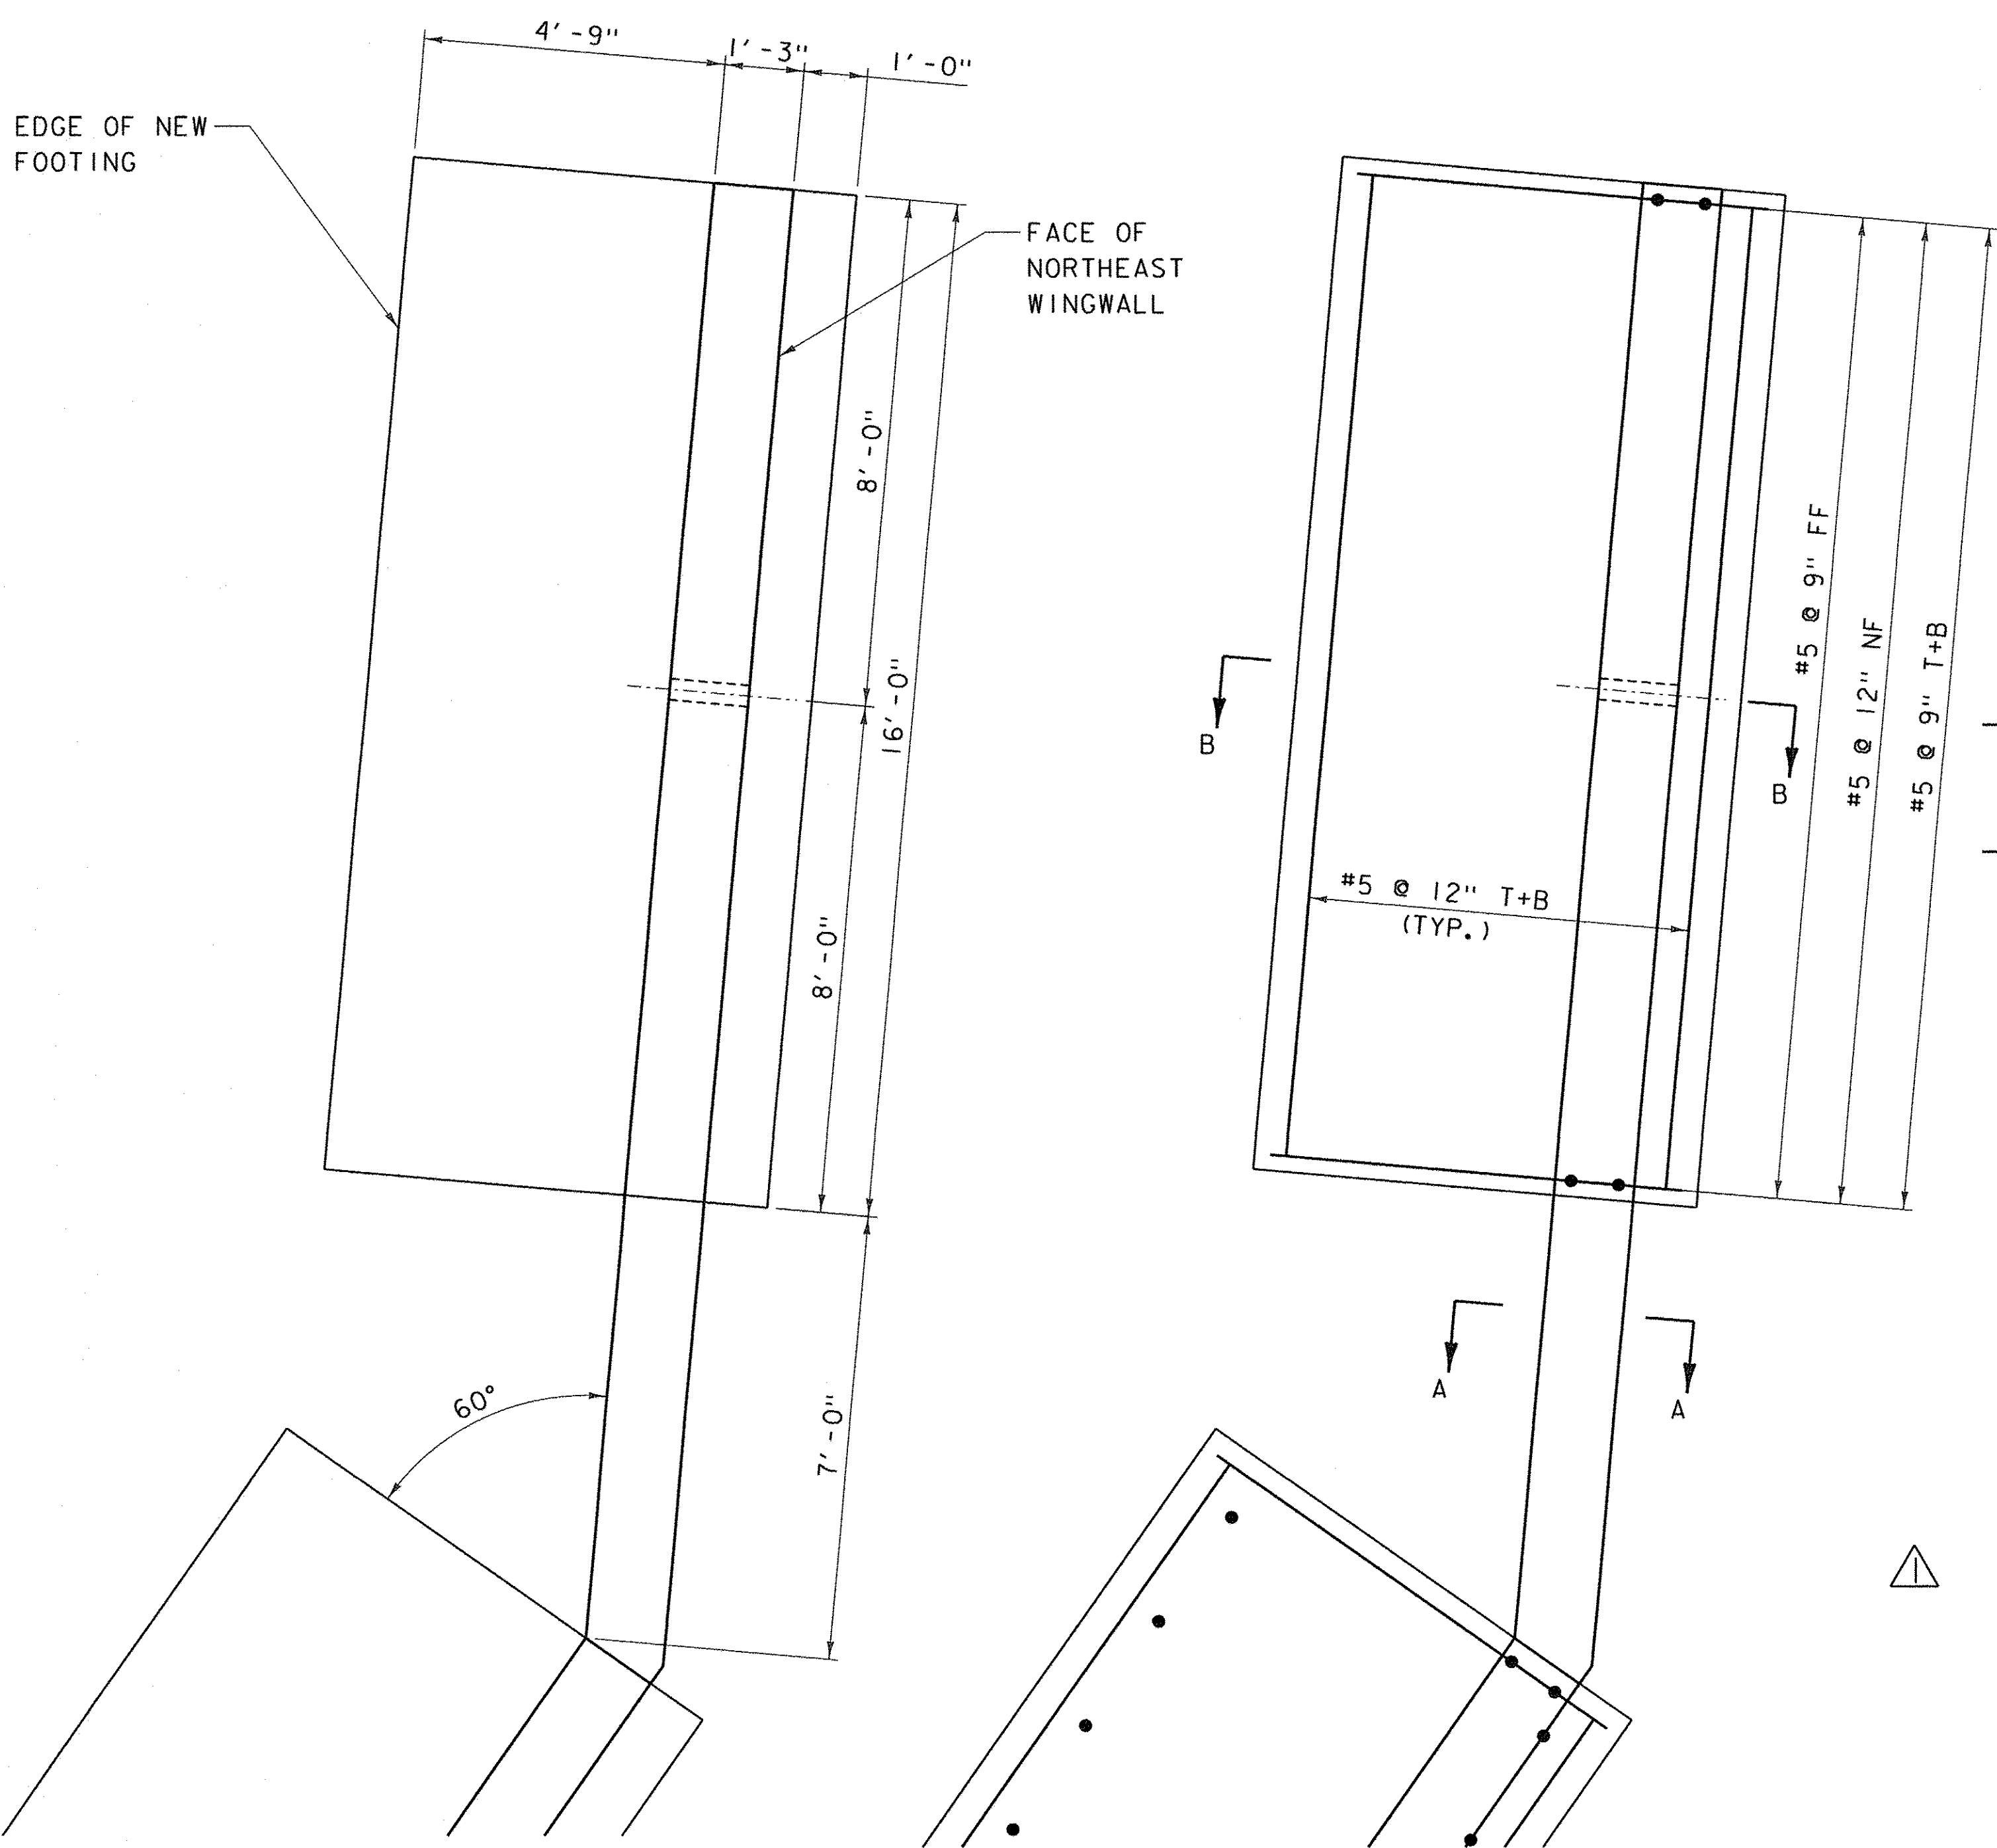 4'-9"
1'-3"
1'-0"
EDGE OF NEW
FOOTING
FACE OF
NORTHEAST
WINGWALL
8'-0"
16'-0"
8'-0"
60°
7'-0"
#5 @ 9" FF
#5 @ 12" NF
#5 @ 9" T+B
B
B
#5 @ 12" T+B
(TYP.)
A
A
1